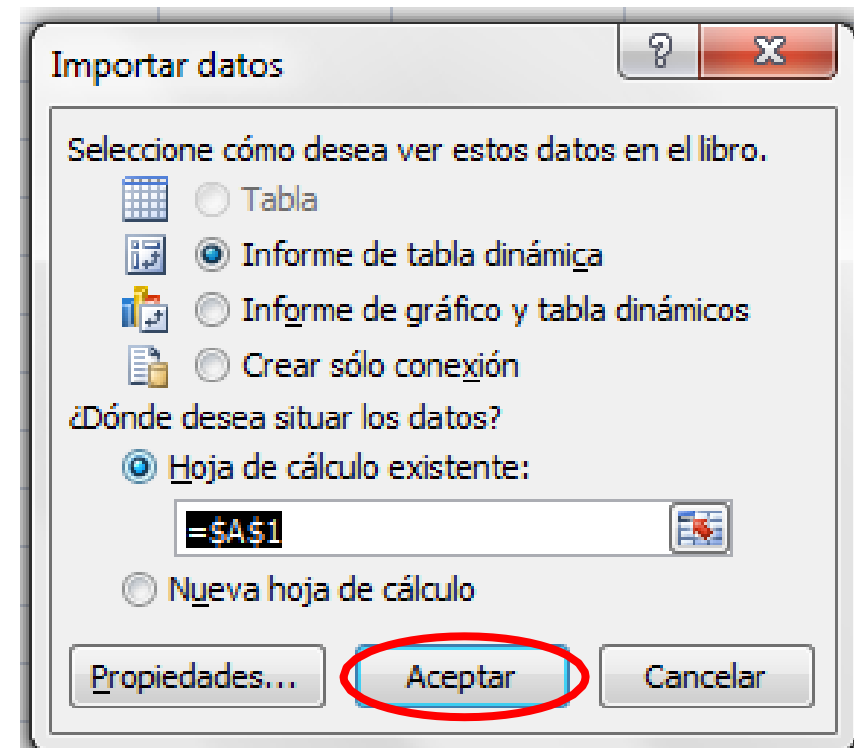 Importar datos
Seleccione cómo desea ver estos datos en el libro.
Tabla
Informe de tabla dinámica
Informe de gráfico y tabla dinámicos
Crear sólo conexión
¿Dónde desea situar los datos?
Hoja de cálculo existente:
=$A$1
Nueva hoja de cálculo
Propiedades... Aceptar Cancelar